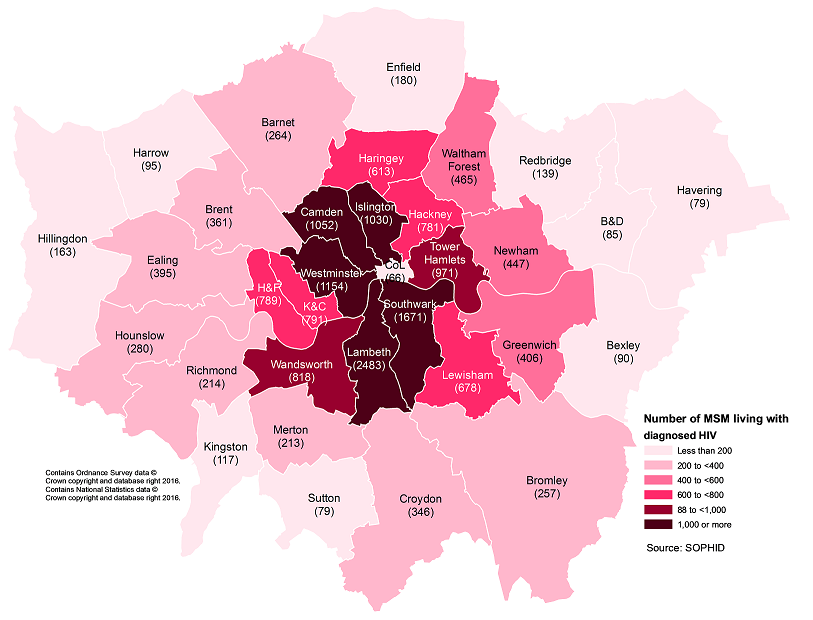 Enfield
(180)
Barnet
(264)
Harrow
(95)
Haringey
(613)
Waltham
Forest
(465)
Redbridge
(139)
Havering
(79)
Brent
(361)
Camden
(1052)
Islington
(1030)
Hackney
(781)
B&D
(85)
Hillingdon
(163)
Ealing
(395)
Westminster
(1154)
CoL
(66)
Tower
Hamlets
(971)
Newham
(447)
H&F
(789)
K&C
(791)
Southwark
(1671)
Hounslow
(280)
Richmond
(214)
Wandsworth
(818)
Lambeth
(2483)
Lewisham
(678)
Greenwich
(406)
Bexley
(90)
Kingston
(117)
Merton
(213)
Sutton
(79)
Croydon
(346)
Bromley
(257)
Contains Ordnance Survey data ©
Crown copyright and database right 2016.
Contains National Statistics data ©
Crown copyright and database right 2016.
Number of MSM living with
diagnosed HIV
Less than 200
200 to <400
400 to <600
600 to <800
88 to <1,000
1,000 or more
Source: SOPHID